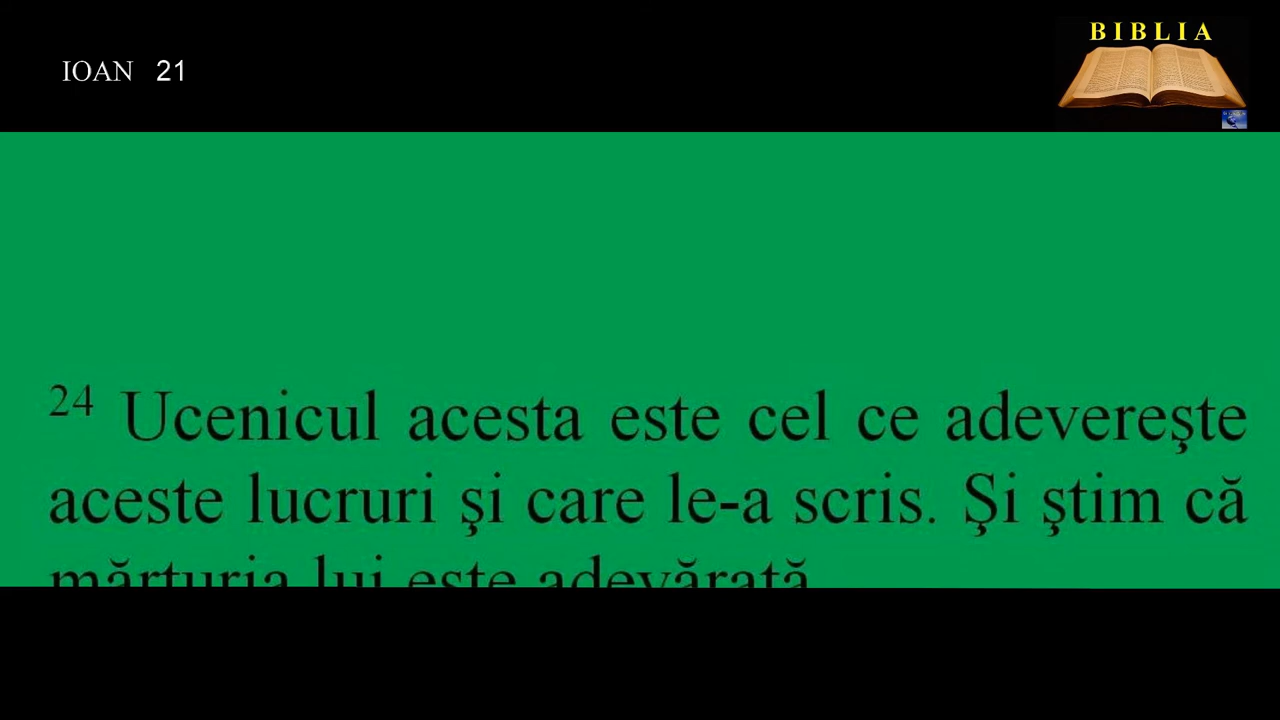 BIBLIA
IOAN 21
24 Ucenicul acesta este cel ce adevereşte
aceste lucruri şi care le-a scris. Şi ştim că
mărturia lui este adevărată